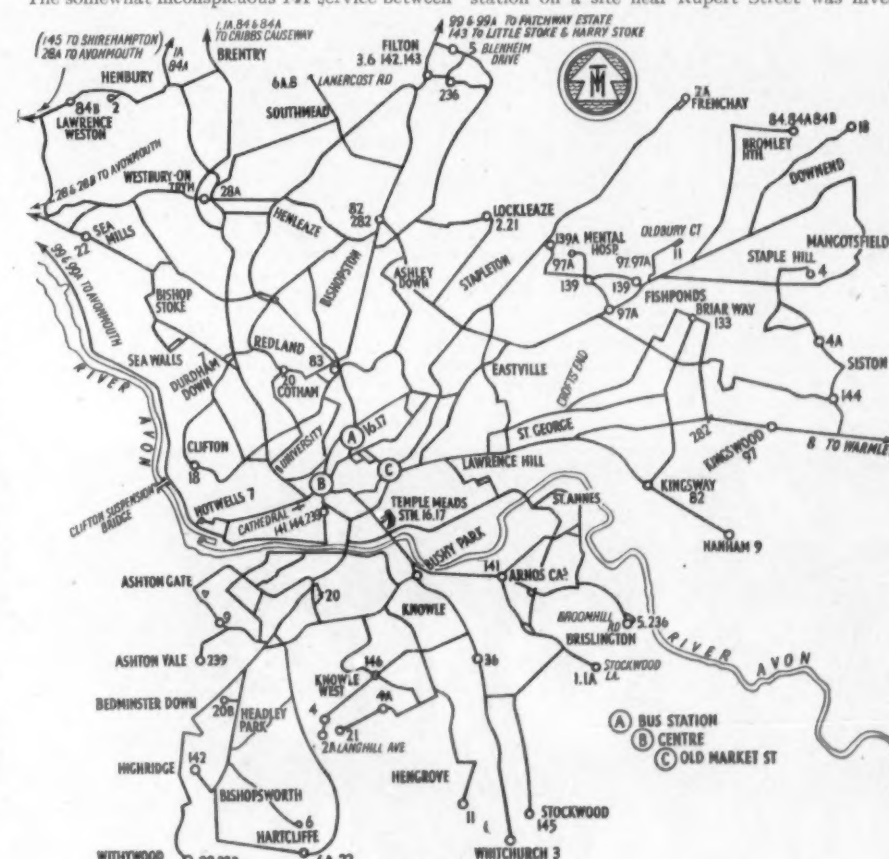 The somewhat inconspicuous 141 service between station on a site near Rupert Street was
1.1A.84 & 84A
TO CRIBBS CAUSEWAY
99 & 99A TO PATCHWAY ESTATE
143 TO LITTLE STOKE & HARRY STOKE
(145 TO SHIREHAMPTON)
28A TO AVONMOUTH
1A
84A
BRENTRY
FILTON
3.6 142.143
5 BLENHEIM
DRIVE
HENBURY
6A.8
LANERCOST RD
TM
236
84B
2
LAWRENCE
WESTON
SOUTHMEAD
2A
FRENCHAY
84.84A 84B
18
BROMLEY
HTH.
DOWNEND
28 & 28B TO AVONMOUTH
WESTBURY-ON
TRYM
28A
HENLEAZE
82
282
LOCKLEAZE
2.21
SEA
MILLS
22
99 & 99A TO AVONMOUTH
BISHOPSTON
ASHLEY
DOWN
STAPLETON
139A
MENTAL
HOSP.
97A
OLDBURY CT
11
97.97A
139
139
MANGOTSFIELD
STAPLE HILL
4
FISHPONDS
97A
BRIAR WAY
133
BISHOP
STOKE
SEA WALLS
7
DURDHAM
DOWN
REDLAND
20
COTHAM
83
EASTVILLE
CROFTS END
4A
SISTON
144
RIVER
AVON
UNIVERSITY
A
16.17
ST GEORGE
282
KINGSWOOD
97
8 TO WARMLE
CLIFTON
18
B
C
LAWRENCE HILL
HOTWELLS 7
CATHEDRAL
141.144.239
TEMPLE MEADS
STN. 16.17
ST. ANNES
KINGSWAY
82
CLIFTON SUSPENSION
BRIDGE
HANHAM 9
BUSHY PARK
ASHTON GATE
9
20
141
ARNOS CAS.
KNOWLE
BROOMHILL
RD
5.236
BRISLINGTON
RIVER AVON
ASHTON VALE
239
146
KNOWLE
WEST
36
1.1A
STOCKWOOD
LA.
BEDMINSTER DOWN
20B
HEADLEY
PARK
4
4A
2A
21
LANGHILL AVE
A BUS STATION
B CENTRE
C OLD MARKET ST
142
HIGHRIDGE
HENGROVE
BISHOPSWORTH
6
HARTCLIFFE
11
STOCKWOOD
145
WITHYWOOD
WHITCHURCH 3